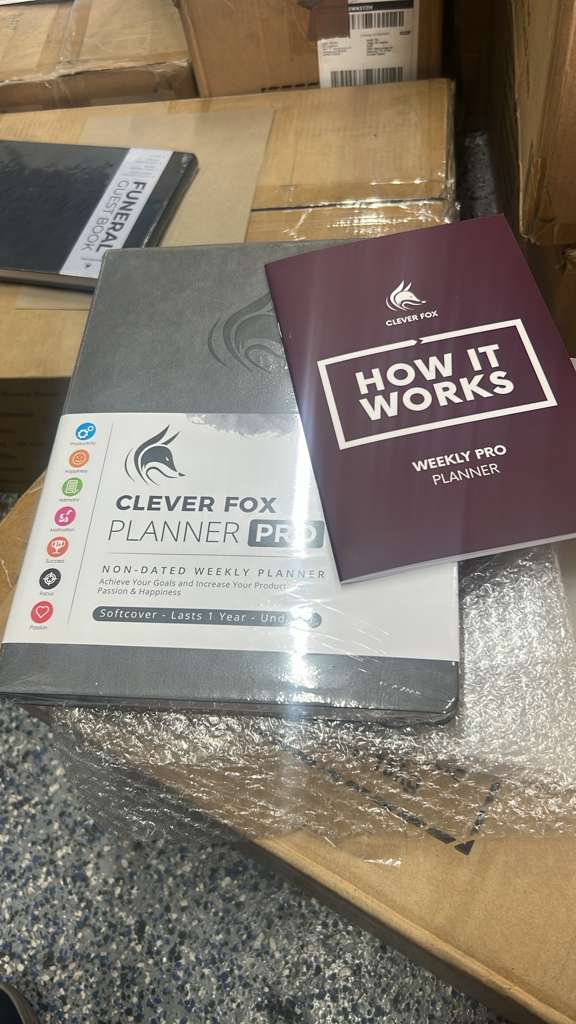 FUNERAL
GUEST BOOK
CLEVER FOX
HOW IT
WORKS
WEEKLY PRO
PLANNER
Productivity
Happiness
Harmony
Motivation
Success
Focus
Passion
CLEVER FOX
PLANNER PRO
NON-DATED WEEKLY PLANNER
Achieve Your Goals and Increase Your Product
Passion & Happiness
Softcover - Lasts 1 Year - Und